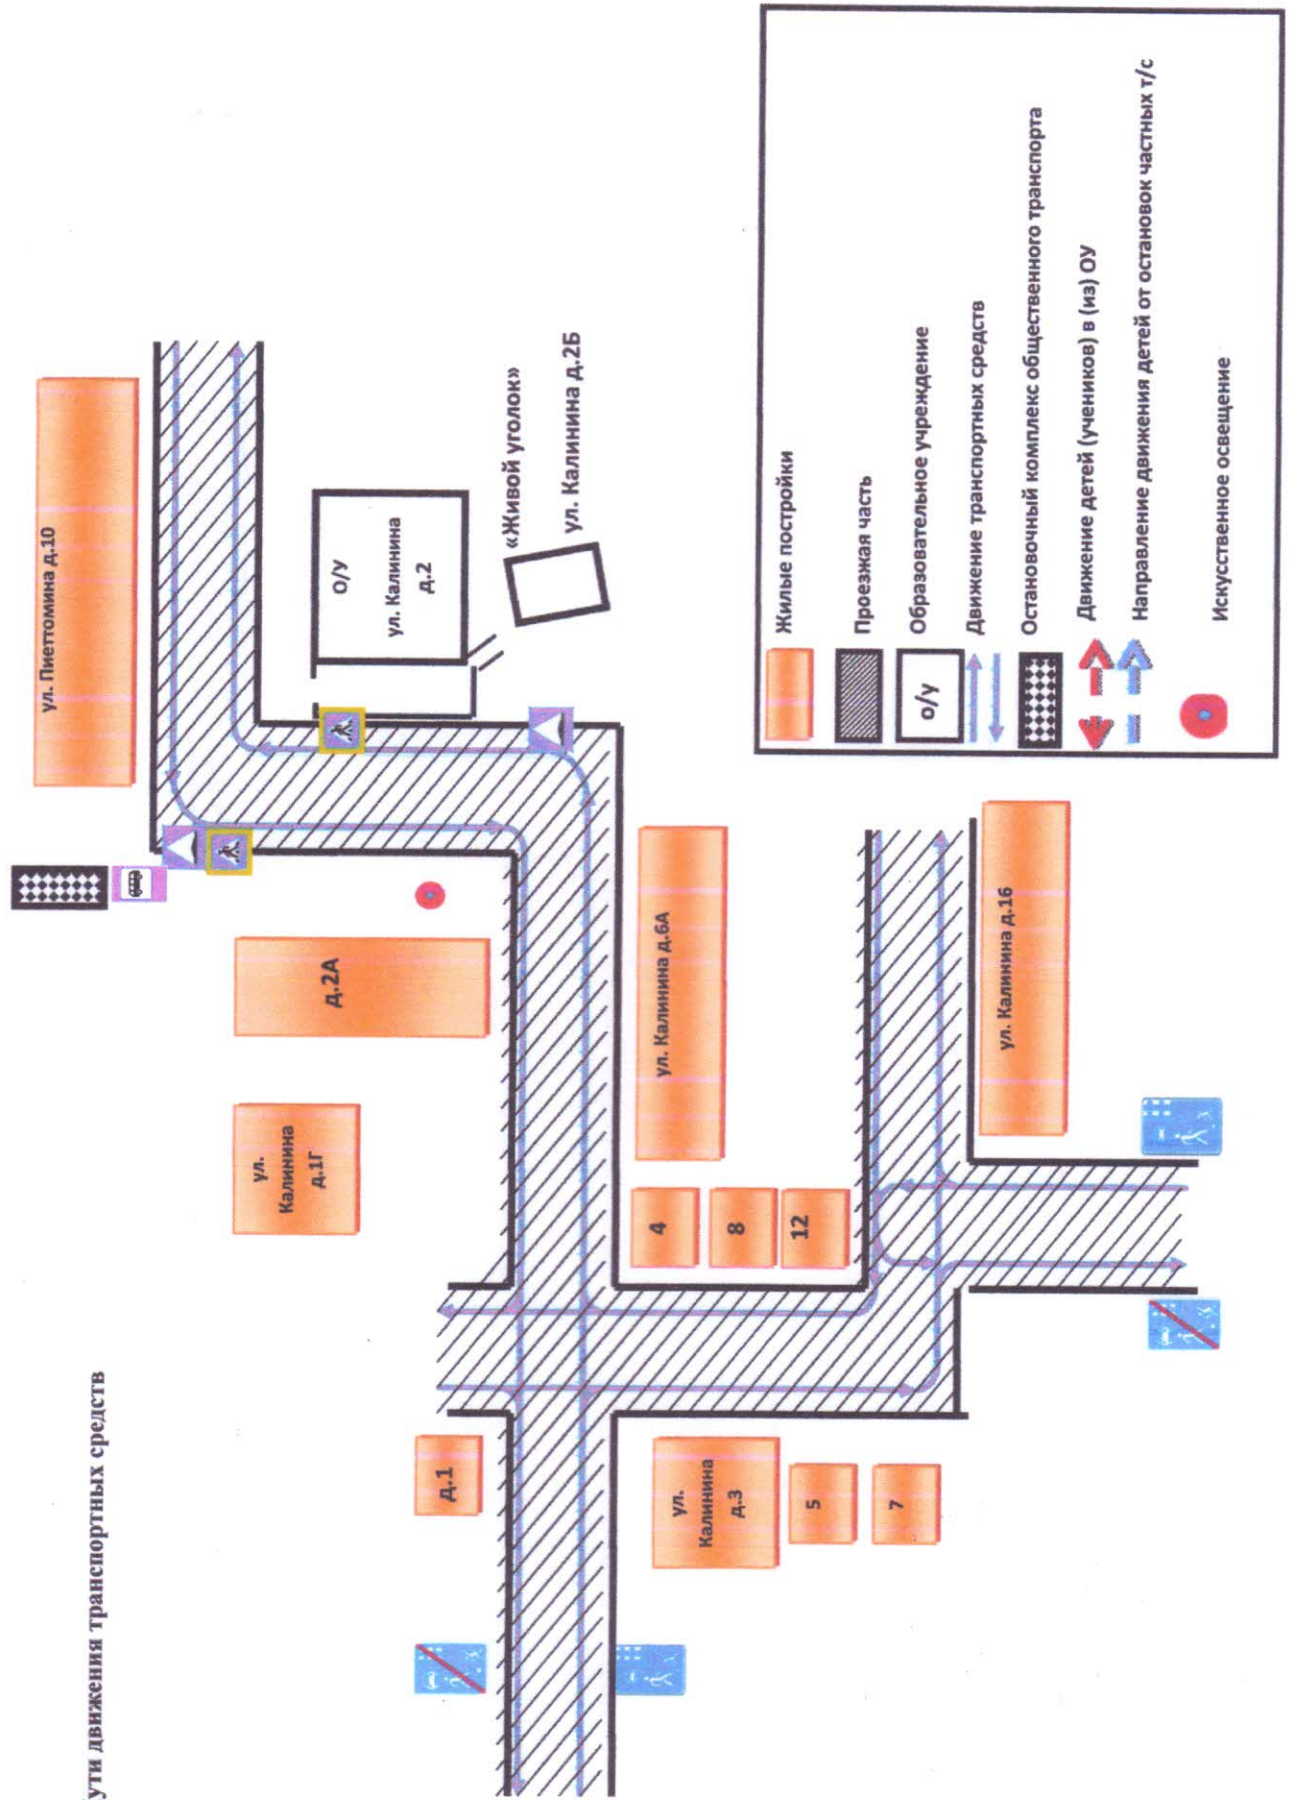 ути движения транспортных средств
ул. Пиеттомина д.10
д.2А
ул.
Калинина
д.1Г
О/У
ул. Калинина
д.2
«Живой уголок»
ул. Калинина д.2Б
ул. Калинина д.6А
4
8
12
д.1
ул.
Калинина
д.3
5
7
ул. Калинина д.16
Жилые постройки
Проезжая часть
о/у
Образовательное учреждение
Движение транспортных средств
Остановочный комплекс общественного транспорта
Движение детей (учеников) в (из) ОУ
Направление движения детей от остановок частных т/с
Искусственное освещение